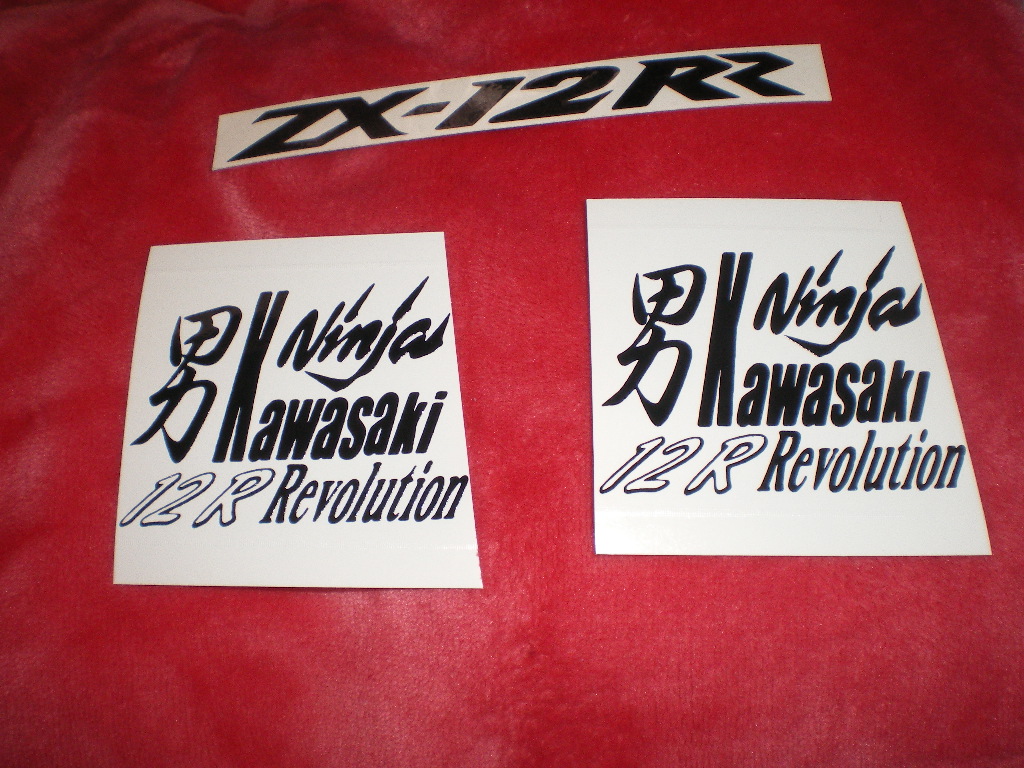 ZX-12RR
男 Ninja
Kawasaki
12R Revolution
男 Ninja
Kawasaki
12R Revolution